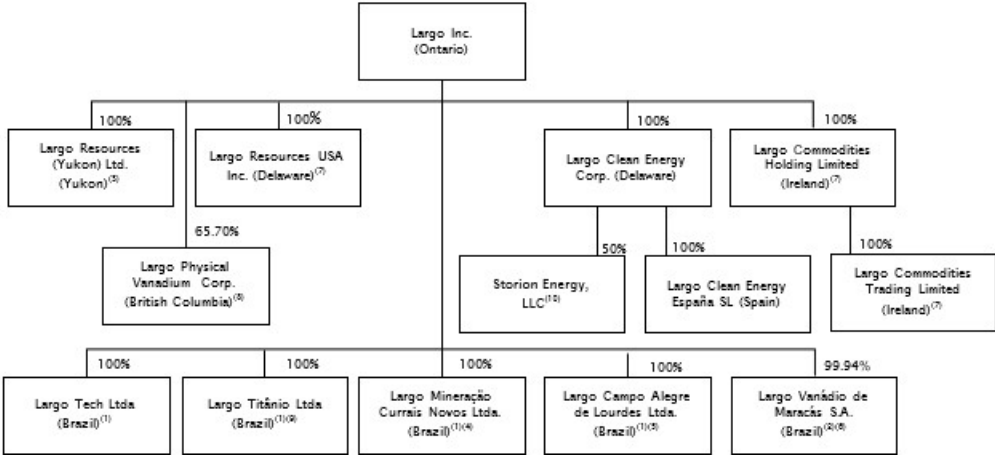 Largo Inc.
(Ontario)
100%
100%
100%
100%
Largo Resources
(Yukon) Ltd.
(Yukon)(3)
Largo Resources USA
Inc. (Delaware)(7)
Largo Clean Energy
Corp. (Delaware)
Largo Commodities
Holding Limited
(Ireland)(7)
65.70%
50%
100%
100%
Largo Physical
Vanadium Corp.
(British Columbia)(8)
Storion Energy,
LLC(10)
Largo Clean Energy
España SL (Spain)
Largo Commodities
Trading Limited
(Ireland)(7)
100%
100%
100%
100%
99.94%
Largo Tech Ltda
(Brazil)(1)
Largo Titânio Ltda
(Brazil)(1)(9)
Largo Mineração
Currais Novos Ltda.
(Brazil)(1)(4)
Largo Campo Alegre
de Lourdes Ltda.
(Brazil)(1)(5)
Largo Vanádio de
Maracás S.A.
(Brazil)(2)(6)